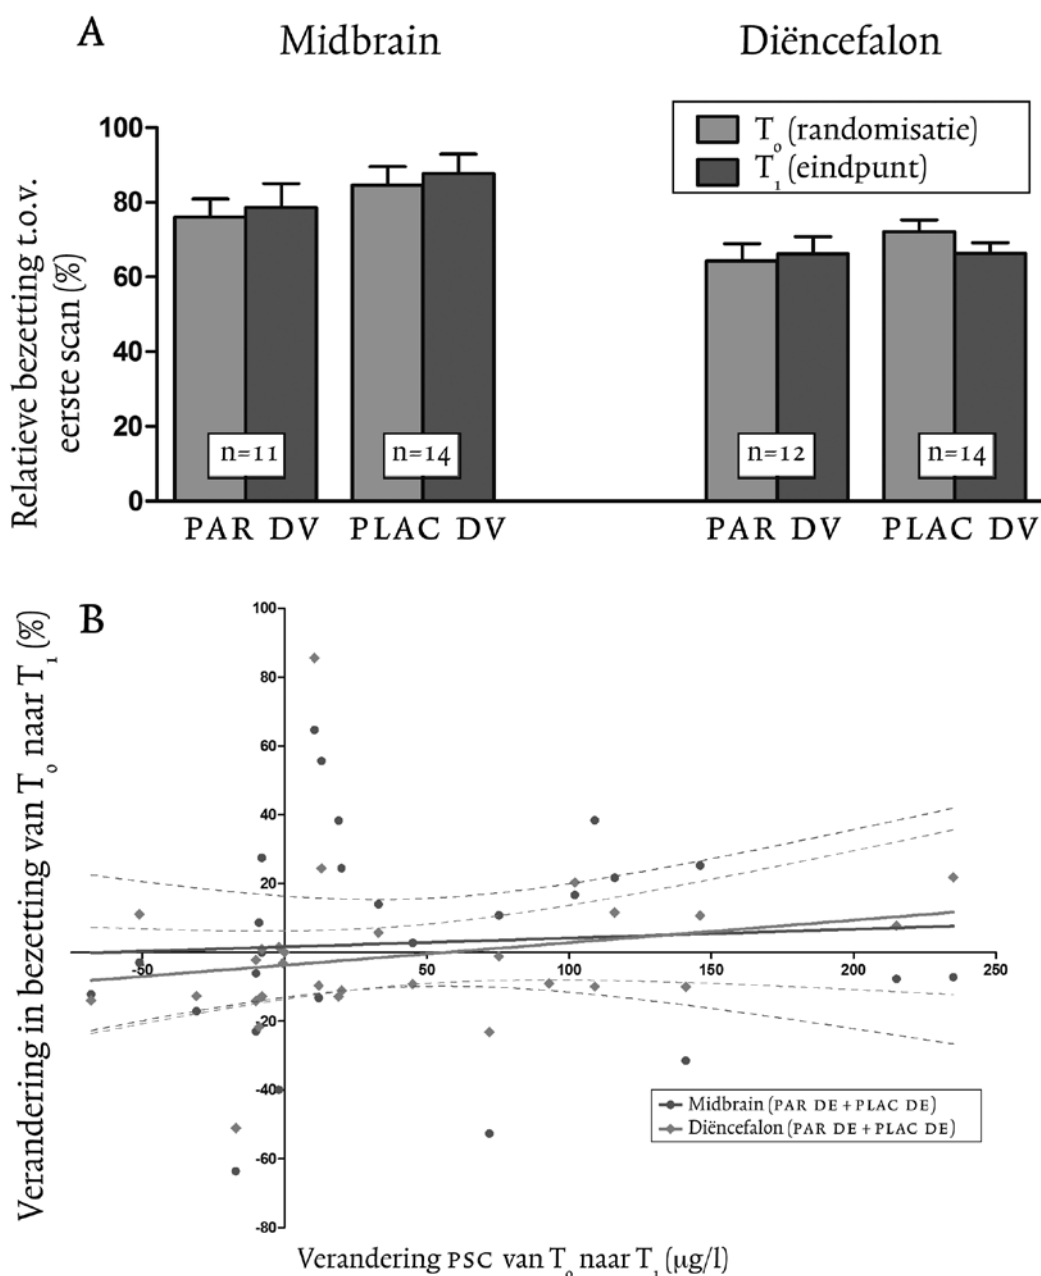 A
Midbrain
Diëncefalon
Relatieve bezetting t.o.v.
eerste scan (%)
100
80
60
40
20
0
T0 (randomisatie)
T1 (eindpunt)
n=11
n=14
n=12
n=14
PAR DV
PLAC DV
PAR DV
PLAC DV
B
Verandering in bezetting van T0 naar T1 (%)
100
80
60
40
20
-20
-40
-60
-80
-50
50
100
150
200
250
Midbrain (PAR DE + PLAC DE)
Diëncefalon (PAR DE + PLAC DE)
Verandering PSC van T0 naar T1 (µg/l)